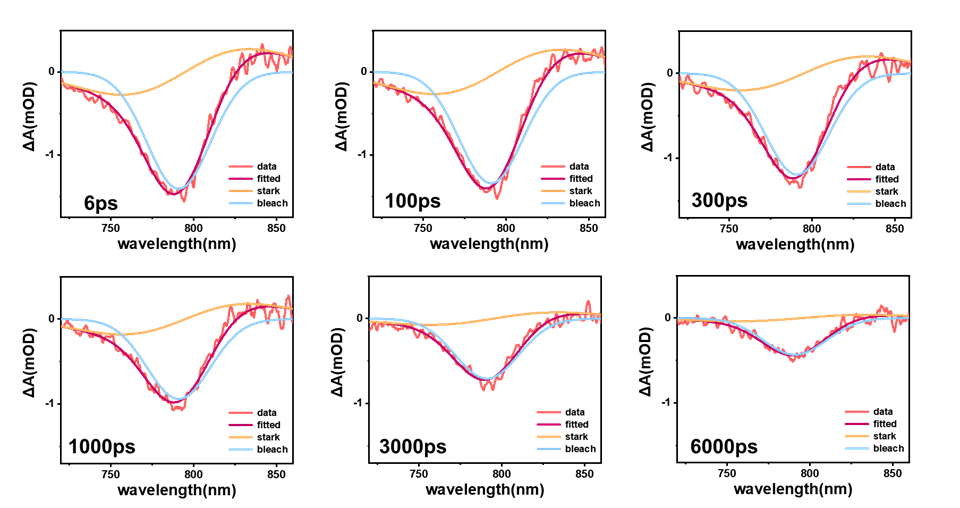 ΔA(mOD)
0
-1
data
fitted
stark
bleach
6ps
750
800
850
wavelength(nm)
ΔA(mOD)
0
-1
data
fitted
stark
bleach
100ps
750
800
850
wavelength(nm)
ΔA(mOD)
0
-1
data
fitted
stark
bleach
300ps
750
800
850
wavelength(nm)
ΔA(mOD)
0
-1
data
fitted
stark
bleach
1000ps
750
800
850
wavelength(nm)
ΔA(mOD)
0
-1
data
fitted
stark
bleach
3000ps
750
800
850
wavelength(nm)
ΔA(mOD)
0
-1
data
fitted
stark
bleach
6000ps
750
800
850
wavelength(nm)